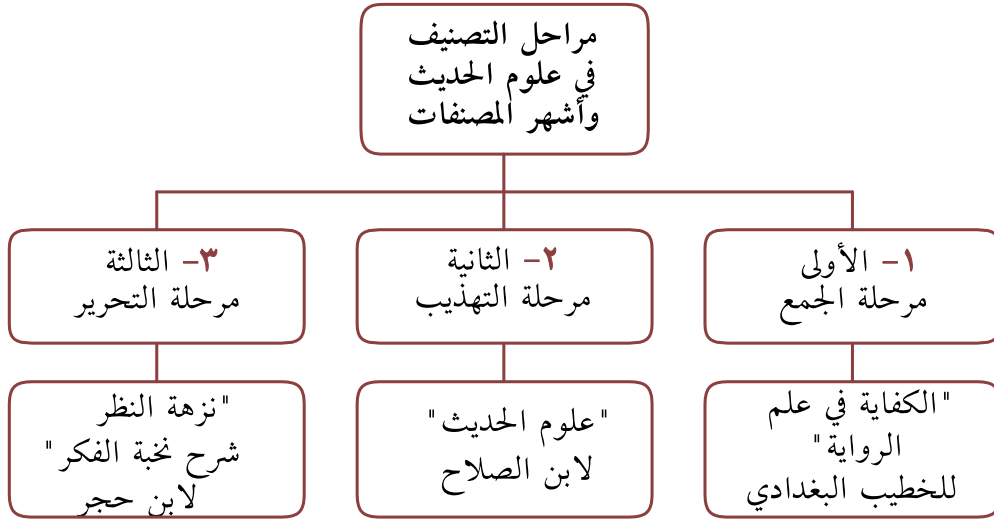 مراحل التصنيف
في علوم الحديث
وأشهر المصنفات
١- الأولى
مرحلة الجمع
٢- الثانية
مرحلة التهذيب
٣- الثالثة
مرحلة التحرير
"الكفاية في علم
الرواية"
للخطيب البغدادي
"علوم الحديث"
لابن الصلاح
"نزهة النظر
شرح نخبة الفكر"
لابن حجر